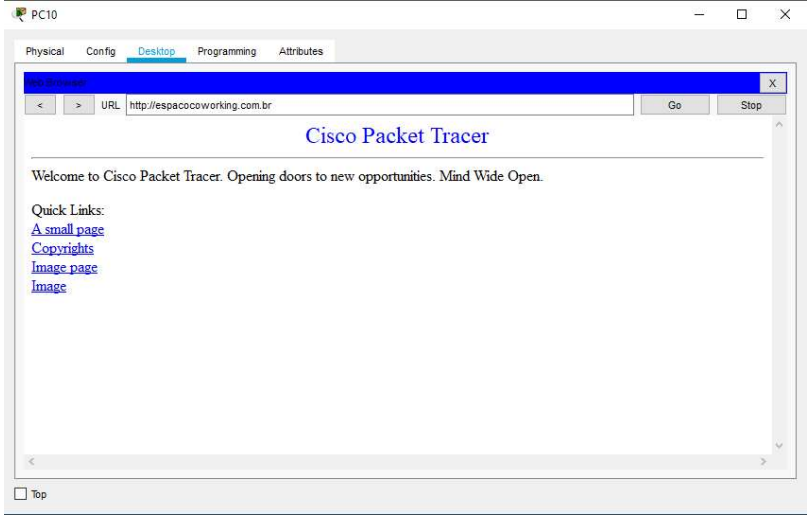 PC10
Physical Config Desktop Programming Attributes
Web Browser
X
< > URL http://espacocoworking.com.br Go Stop
Cisco Packet Tracer
Welcome to Cisco Packet Tracer. Opening doors to new opportunities. Mind Wide Open.
Quick Links:
A small page
Copyrights
Image page
Image
Top